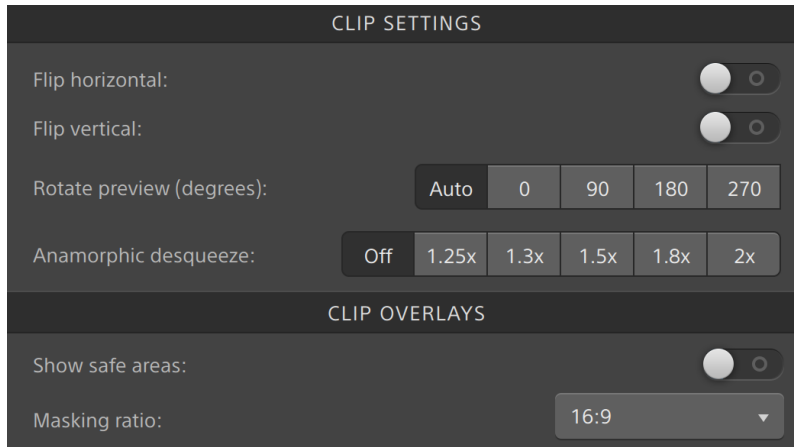 CLIP SETTINGS
Flip horizontal:
Flip vertical:
Rotate preview (degrees): Auto 0 90 180 270
Anamorphic desqueeze: Off 1.25x 1.3x 1.5x 1.8x 2x
CLIP OVERLAYS
Show safe areas:
Masking ratio: 16:9